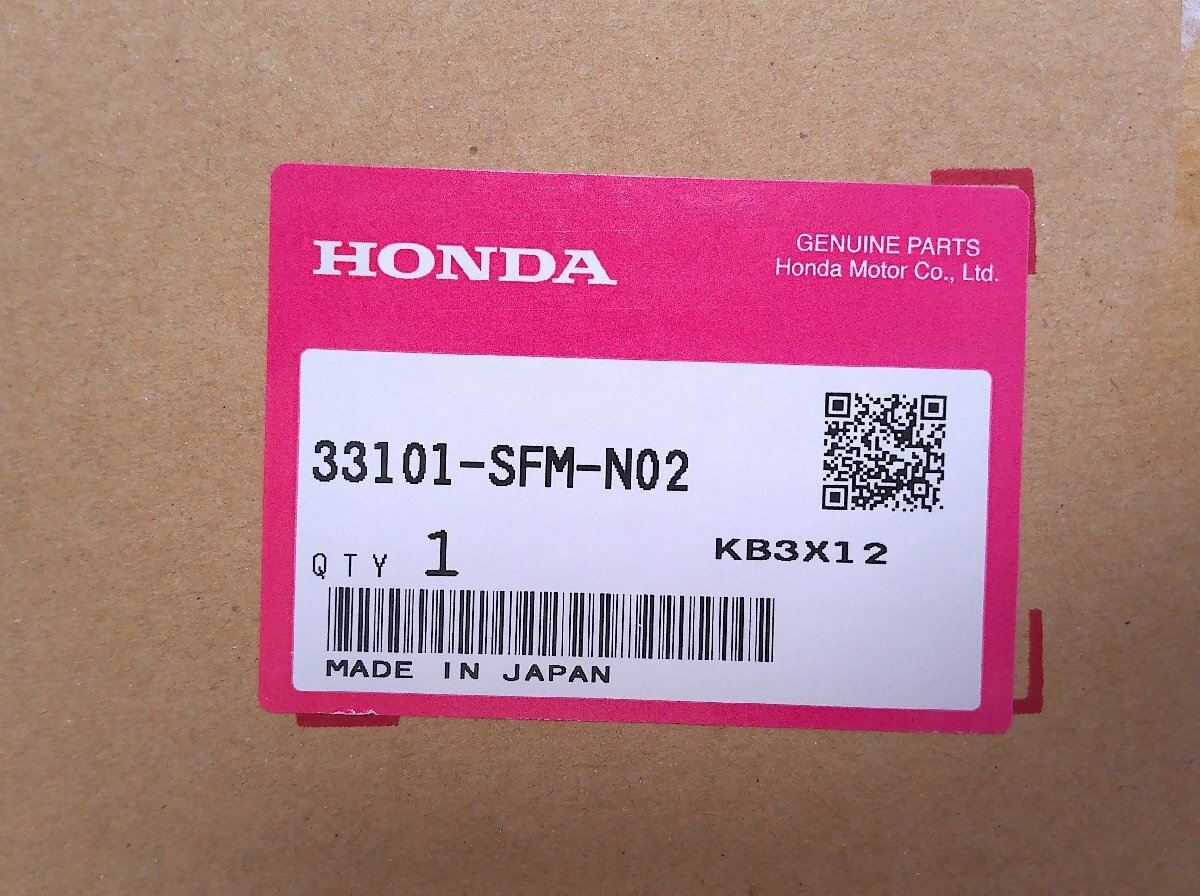 HONDA
GENUINE PARTS
Honda Motor Co., Ltd.
33101-SFM-N02
QTY 1
KB3X12
MADE IN JAPAN